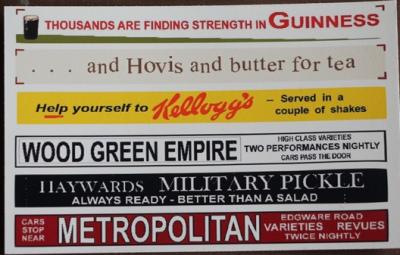 THOUSANDS ARE FINDING STRENGTH IN GUINNESS
. . . and Hovis and butter for tea
Help yourself to Kellogg's – Served in a couple of shakes
WOOD GREEN EMPIRE HIGH CLASS VARIETIES
TWO PERFORMANCES NIGHTLY
CARS PASS THE DOOR
HAYWARDS MILITARY PICKLE
ALWAYS READY - BETTER THAN A SALAD
CARS STOP NEAR METROPOLITAN EDGWARE ROAD
VARIETIES REVUES
TWICE NIGHTLY